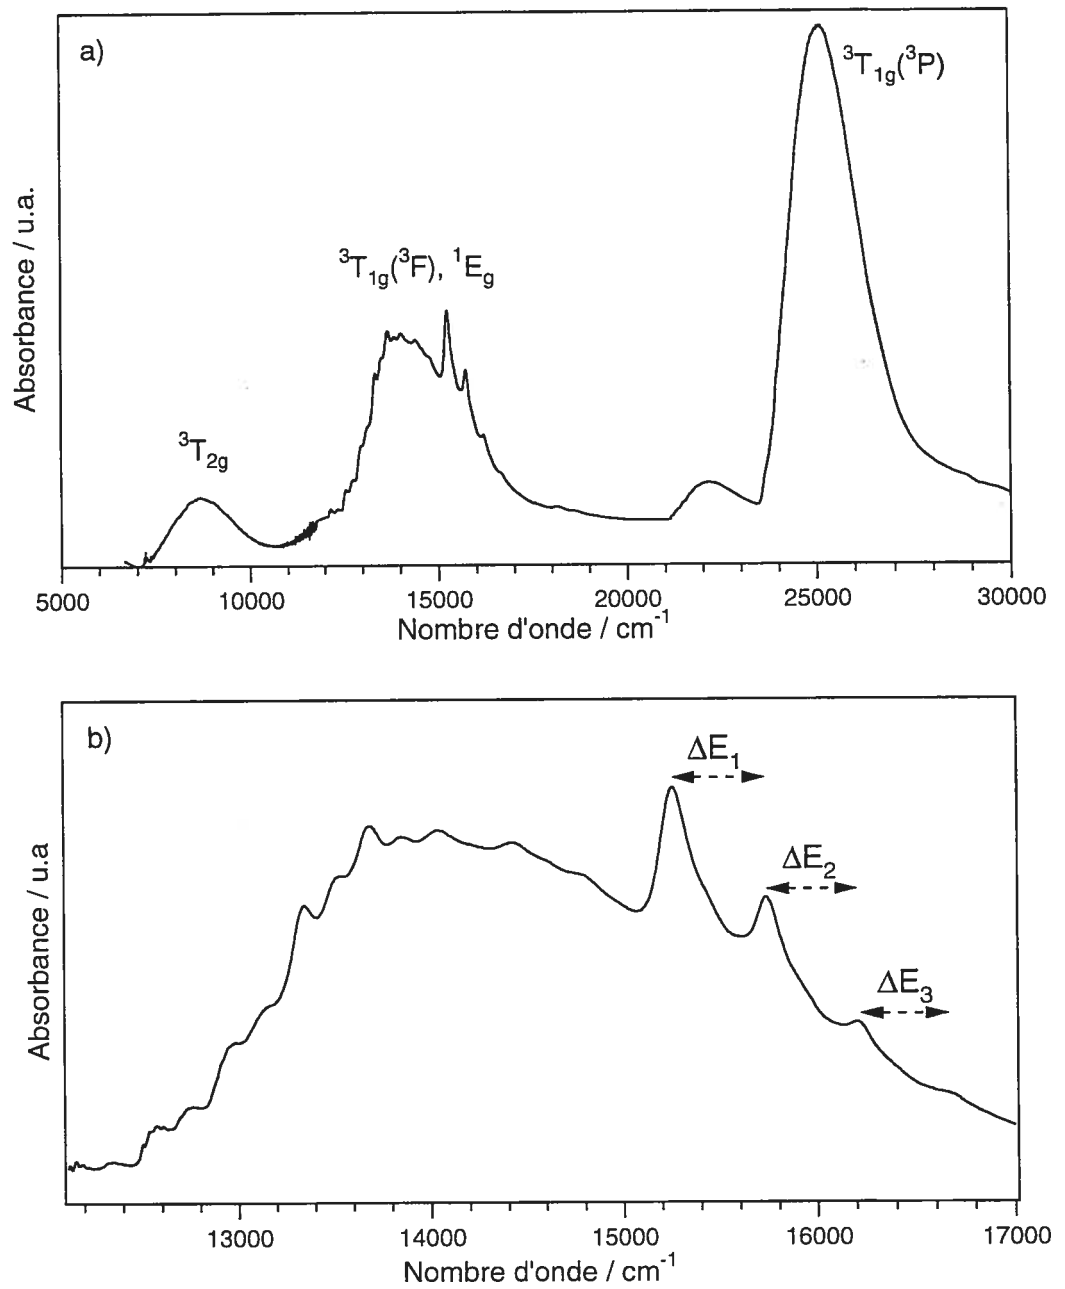 a)
³T₁g(³P)
³T₁g(³F), ¹Eg
³T₂g
Absorbance / u.a.
5000 10000 15000 20000 25000 30000
Nombre d'onde / cm⁻¹
b)
ΔE₁
ΔE₂
ΔE₃
Absorbance / u.a
13000 14000 15000 16000 17000
Nombre d'onde / cm⁻¹